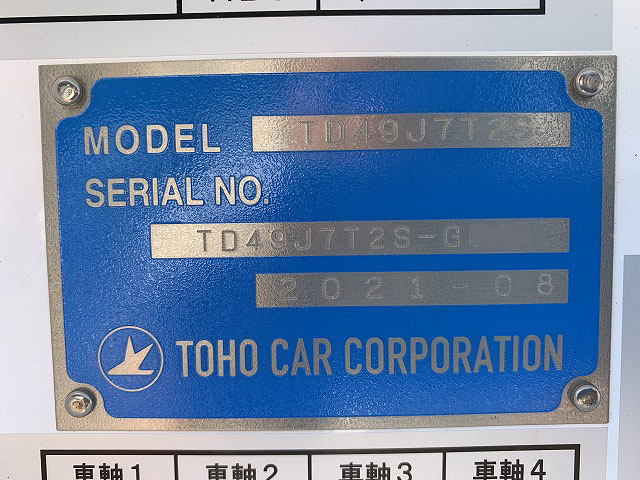 MODEL TD49J7T2S
SERIAL NO.
TD49J7T2S-G
2021-08
TOHO CAR CORPORATION
車軸1 車軸2 車軸3 車軸4